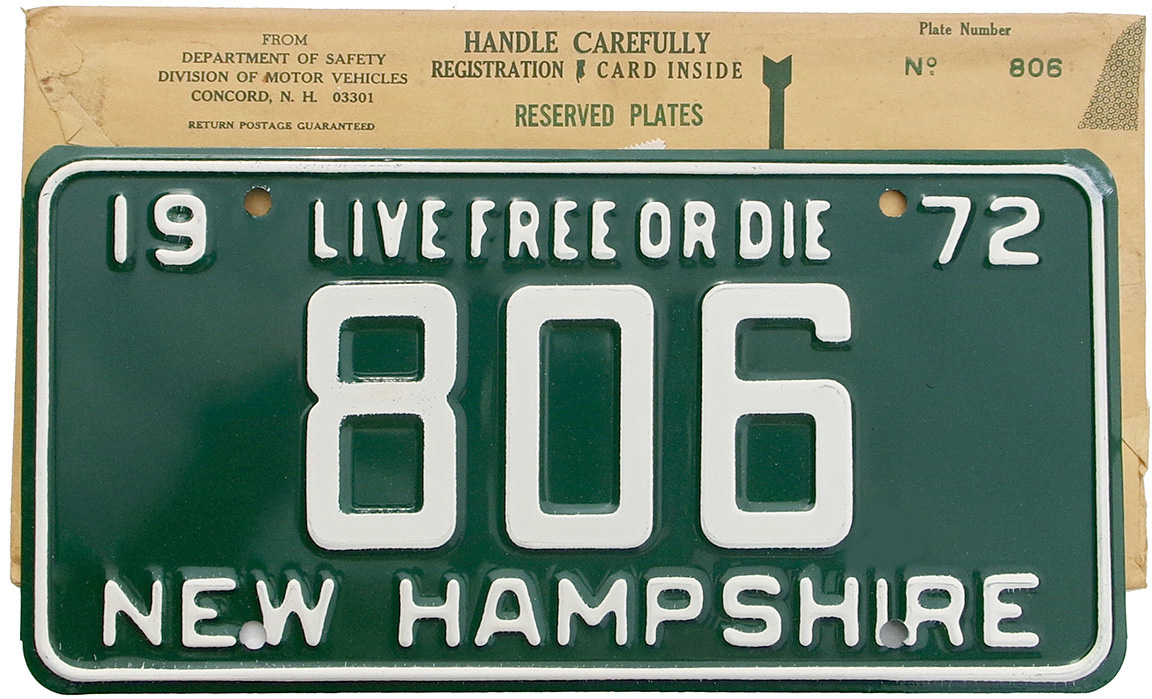 FROM
DEPARTMENT OF SAFETY
DIVISION OF MOTOR VEHICLES
CONCORD, N. H. 03301
RETURN POSTAGE GUARANTEED
HANDLE CAREFULLY
REGISTRATION CARD INSIDE
RESERVED PLATES
Plate Number
Nº 806
19 LIVE FREE OR DIE 72
806
NEW HAMPSHIRE